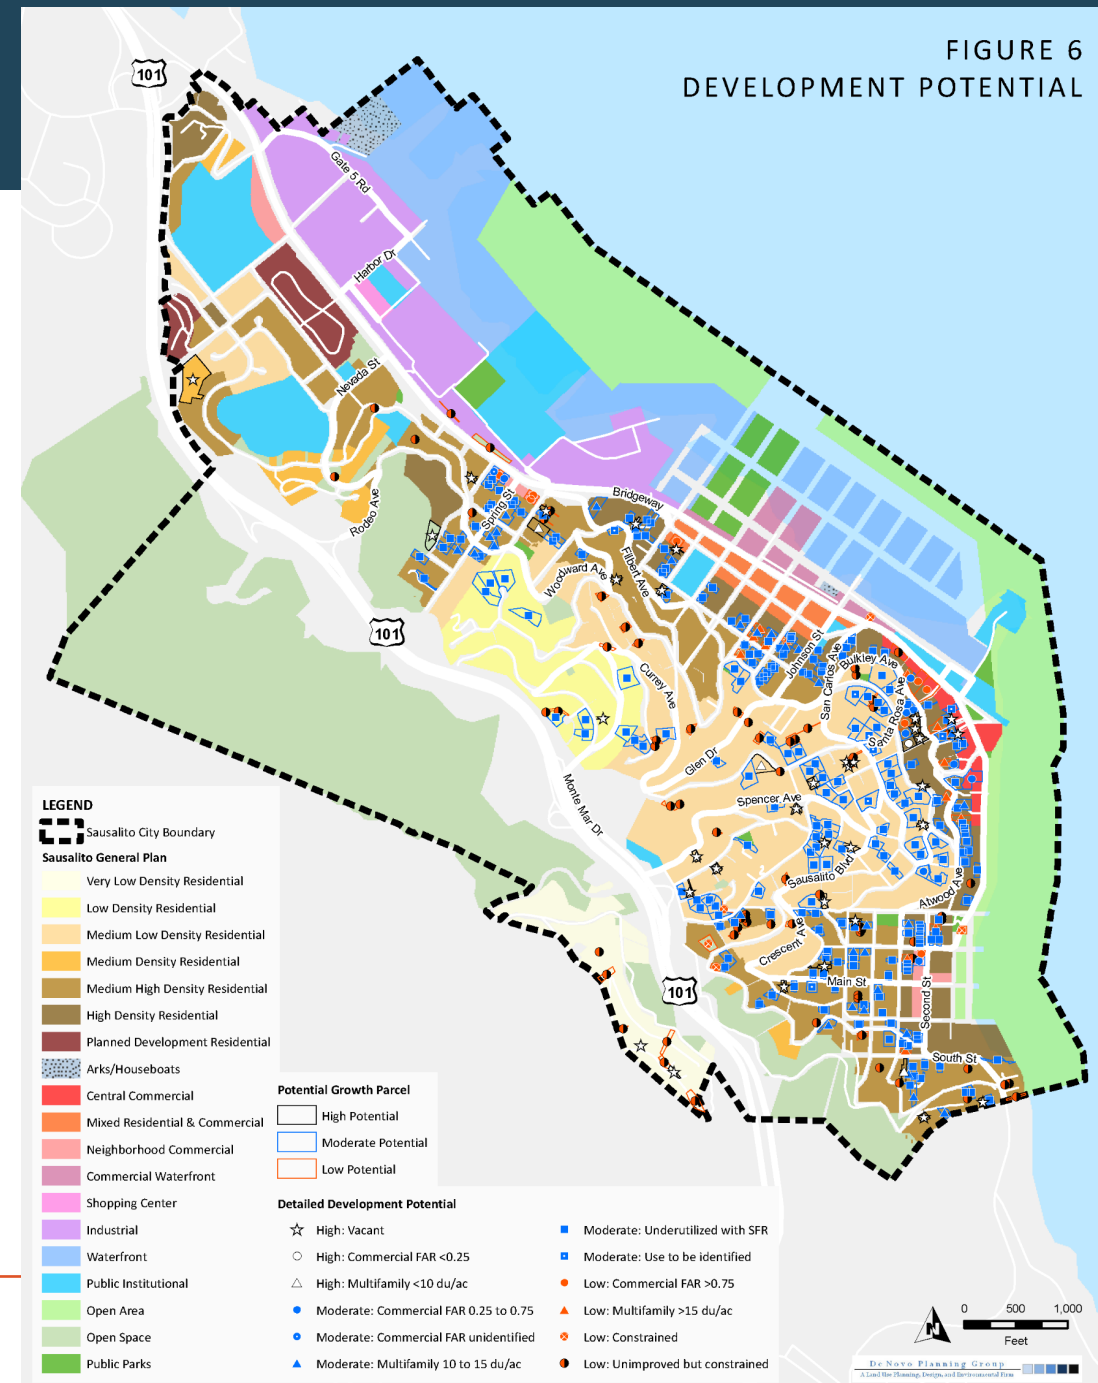 FIGURE 6
DEVELOPMENT POTENTIAL
101
Gate 5 Rd
Harbor Dr
Nevada St
Rodeo Ave
Spring St
Bridgeway
Woodward Ave
Filbert Ave
101
Currey Ave
Johnson St
San Carlos Ave
Bulkley Ave
Santa Rosa Ave
Glen Dr
Monte Mar Dr
Spencer Ave
Sausalito Blvd
Atwood Ave
Crescent Ave
Main St
101
Second St
South St
LEGEND
Sausalito City Boundary
Sausalito General Plan
Very Low Density Residential
Low Density Residential
Medium Low Density Residential
Medium Density Residential
Medium High Density Residential
High Density Residential
Planned Development Residential
Arks/Houseboats
Central Commercial
Mixed Residential & Commercial
Neighborhood Commercial
Commercial Waterfront
Shopping Center
Industrial
Waterfront
Public Institutional
Open Area
Open Space
Public Parks
Potential Growth Parcel
High Potential
Moderate Potential
Low Potential
Detailed Development Potential
High: Vacant
High: Commercial FAR <0.25
High: Multifamily <10 du/ac
Moderate: Commercial FAR 0.25 to 0.75
Moderate: Commercial FAR unidentified
Moderate: Multifamily 10 to 15 du/ac
Moderate: Underutilized with SFR
Moderate: Use to be identified
Low: Commercial FAR >0.75
Low: Multifamily >15 du/ac
Low: Constrained
Low: Unimproved but constrained
N
0 500 1,000
Feet
De Novo Planning Group
A Land Use Planning, Design, and Environmental Firm